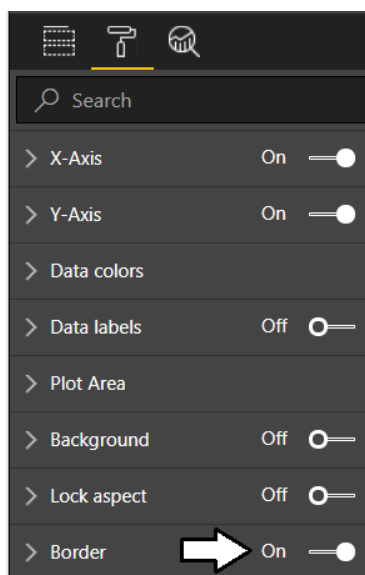 Search
X-Axis On
Y-Axis On
Data colors
Data labels Off
Plot Area
Background Off
Lock aspect Off
Border On